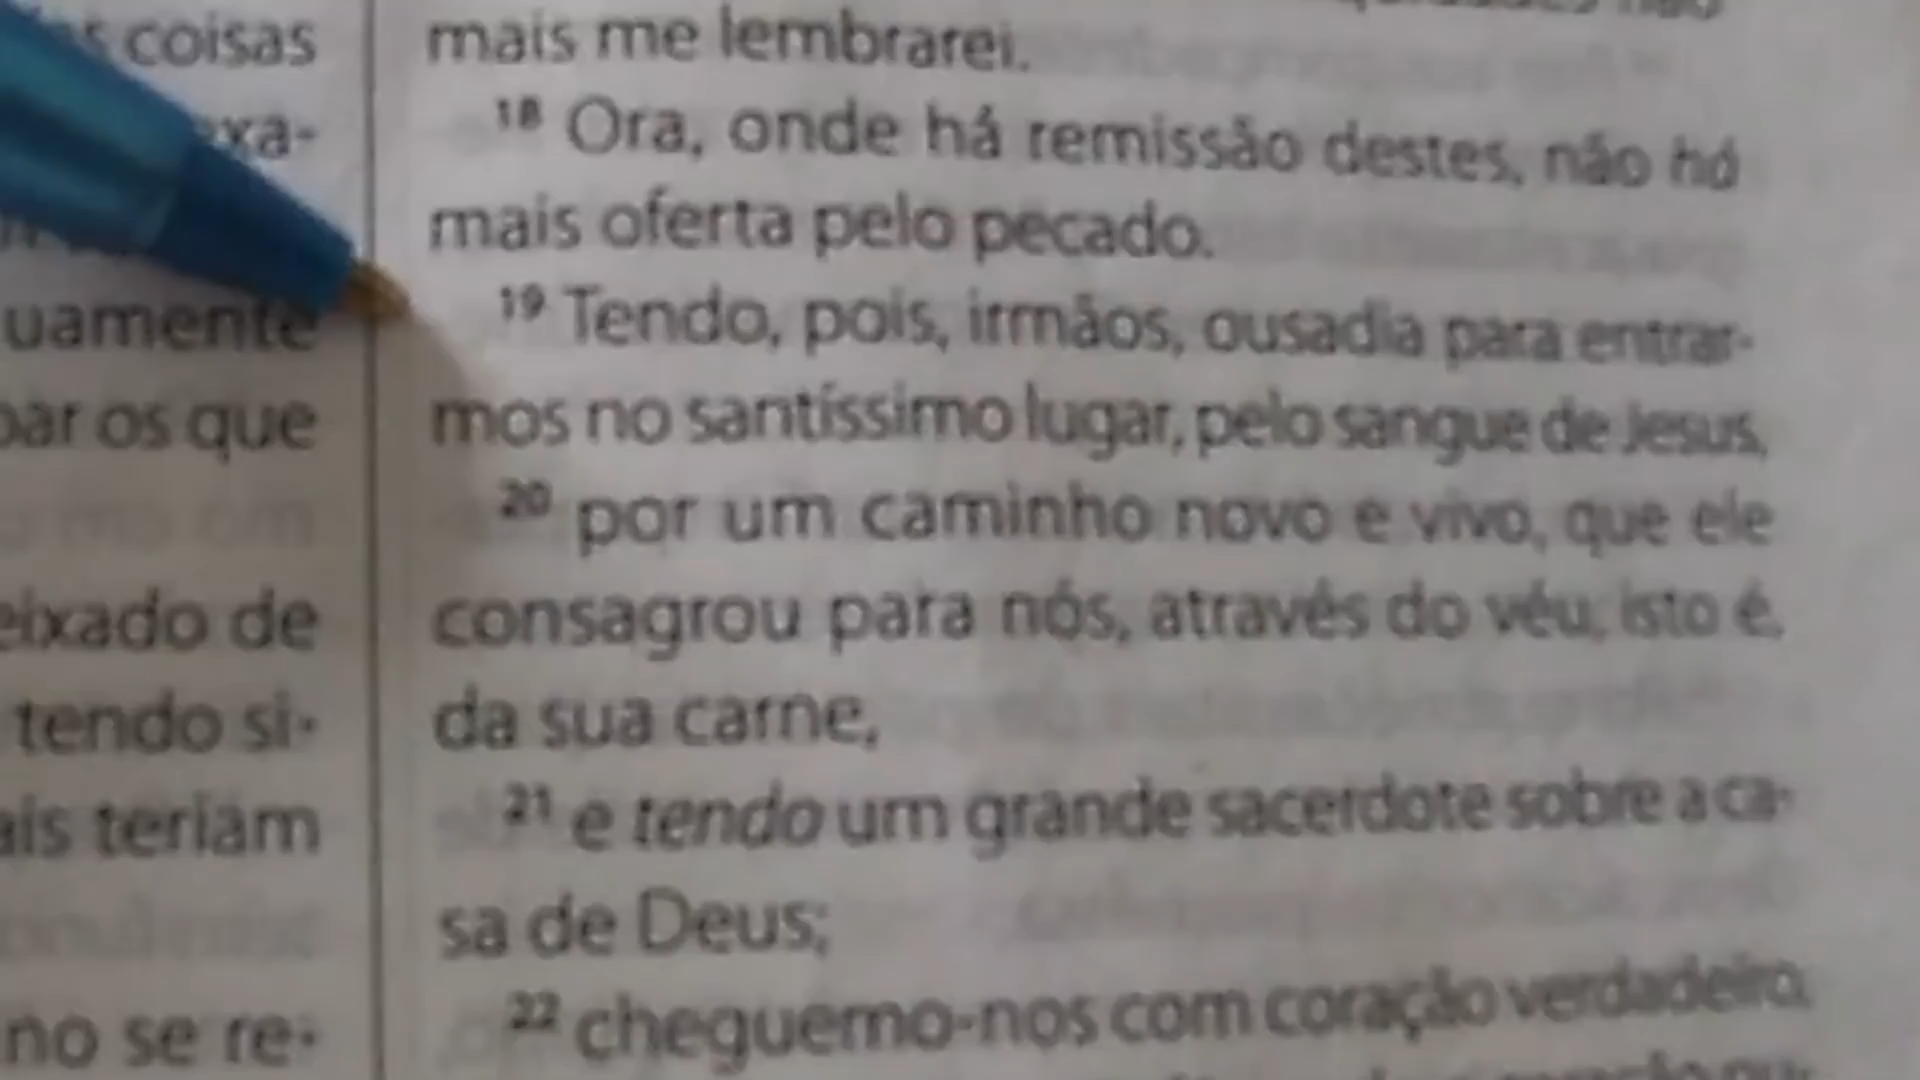 coisas
xa-
uamente
par os que
eixado de
tendo si-
ais teriam
no se re-
mais me lembrarei.
18 Ora, onde há remissão destes, não há
mais oferta pelo pecado.
19 Tendo, pois, irmãos, ousadia para entrar-
mos no santíssimo lugar, pelo sangue de Jesus,
20 por um caminho novo e vivo, que ele
consagrou para nós, através do véu, isto é,
da sua carne,
21 e tendo um grande sacerdote sobre a ca-
sa de Deus;
22 cheguemo-nos com coração verdadeiro,